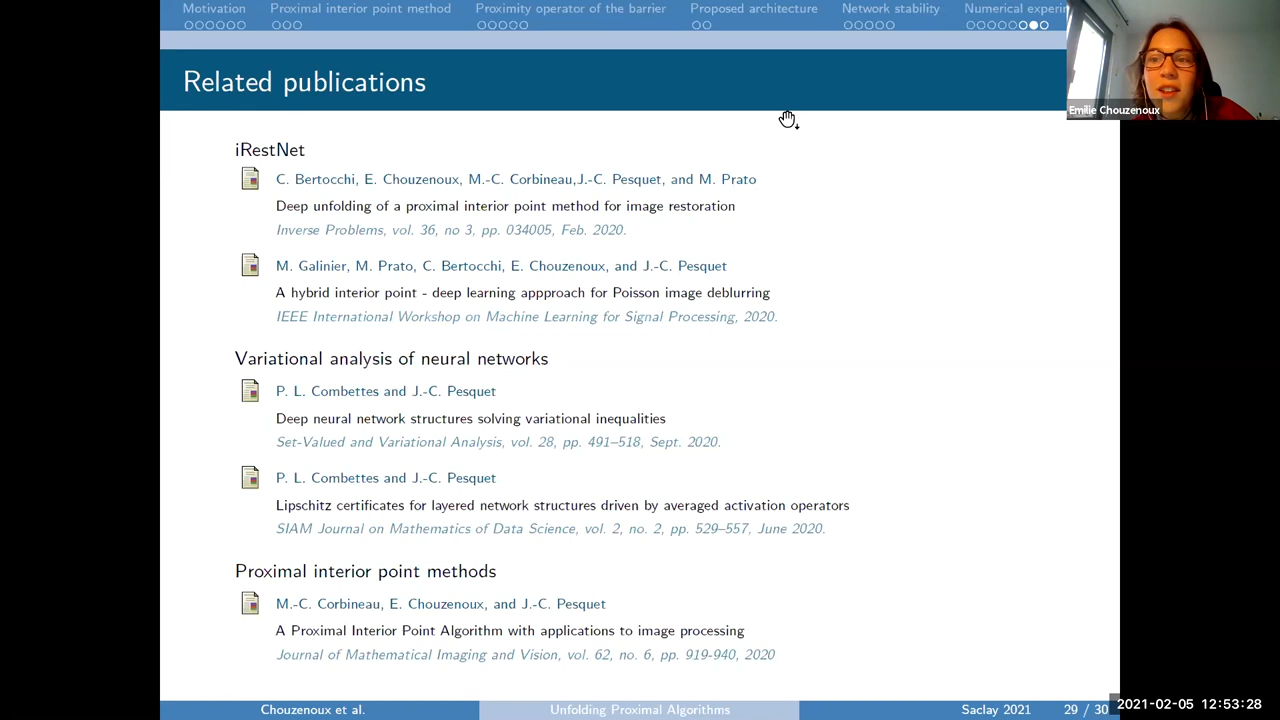 Motivation Proximal interior point method Proximity operator of the barrier Proposed architecture Network stability Numerical experim
Related publications
Emilie Chouzenoux
iRestNet
C. Bertocchi, E. Chouzenoux, M.-C. Corbineau,J.-C. Pesquet, and M. Prato
Deep unfolding of a proximal interior point method for image restoration
Inverse Problems, vol. 36, no 3, pp. 034005, Feb. 2020.
M. Galinier, M. Prato, C. Bertocchi, E. Chouzenoux, and J.-C. Pesquet
A hybrid interior point - deep learning appproach for Poisson image deblurring
IEEE International Workshop on Machine Learning for Signal Processing, 2020.
Variational analysis of neural networks
P. L. Combettes and J.-C. Pesquet
Deep neural network structures solving variational inequalities
Set-Valued and Variational Analysis, vol. 28, pp. 491–518, Sept. 2020.
P. L. Combettes and J.-C. Pesquet
Lipschitz certificates for layered network structures driven by averaged activation operators
SIAM Journal on Mathematics of Data Science, vol. 2, no. 2, pp. 529–557, June 2020.
Proximal interior point methods
M.-C. Corbineau, E. Chouzenoux, and J.-C. Pesquet
A Proximal Interior Point Algorithm with applications to image processing
Journal of Mathematical Imaging and Vision, vol. 62, no. 6, pp. 919-940, 2020
Chouzenoux et al. Unfolding Proximal Algorithms Saclay 2021 29 / 30
2021-02-05 12:53:28